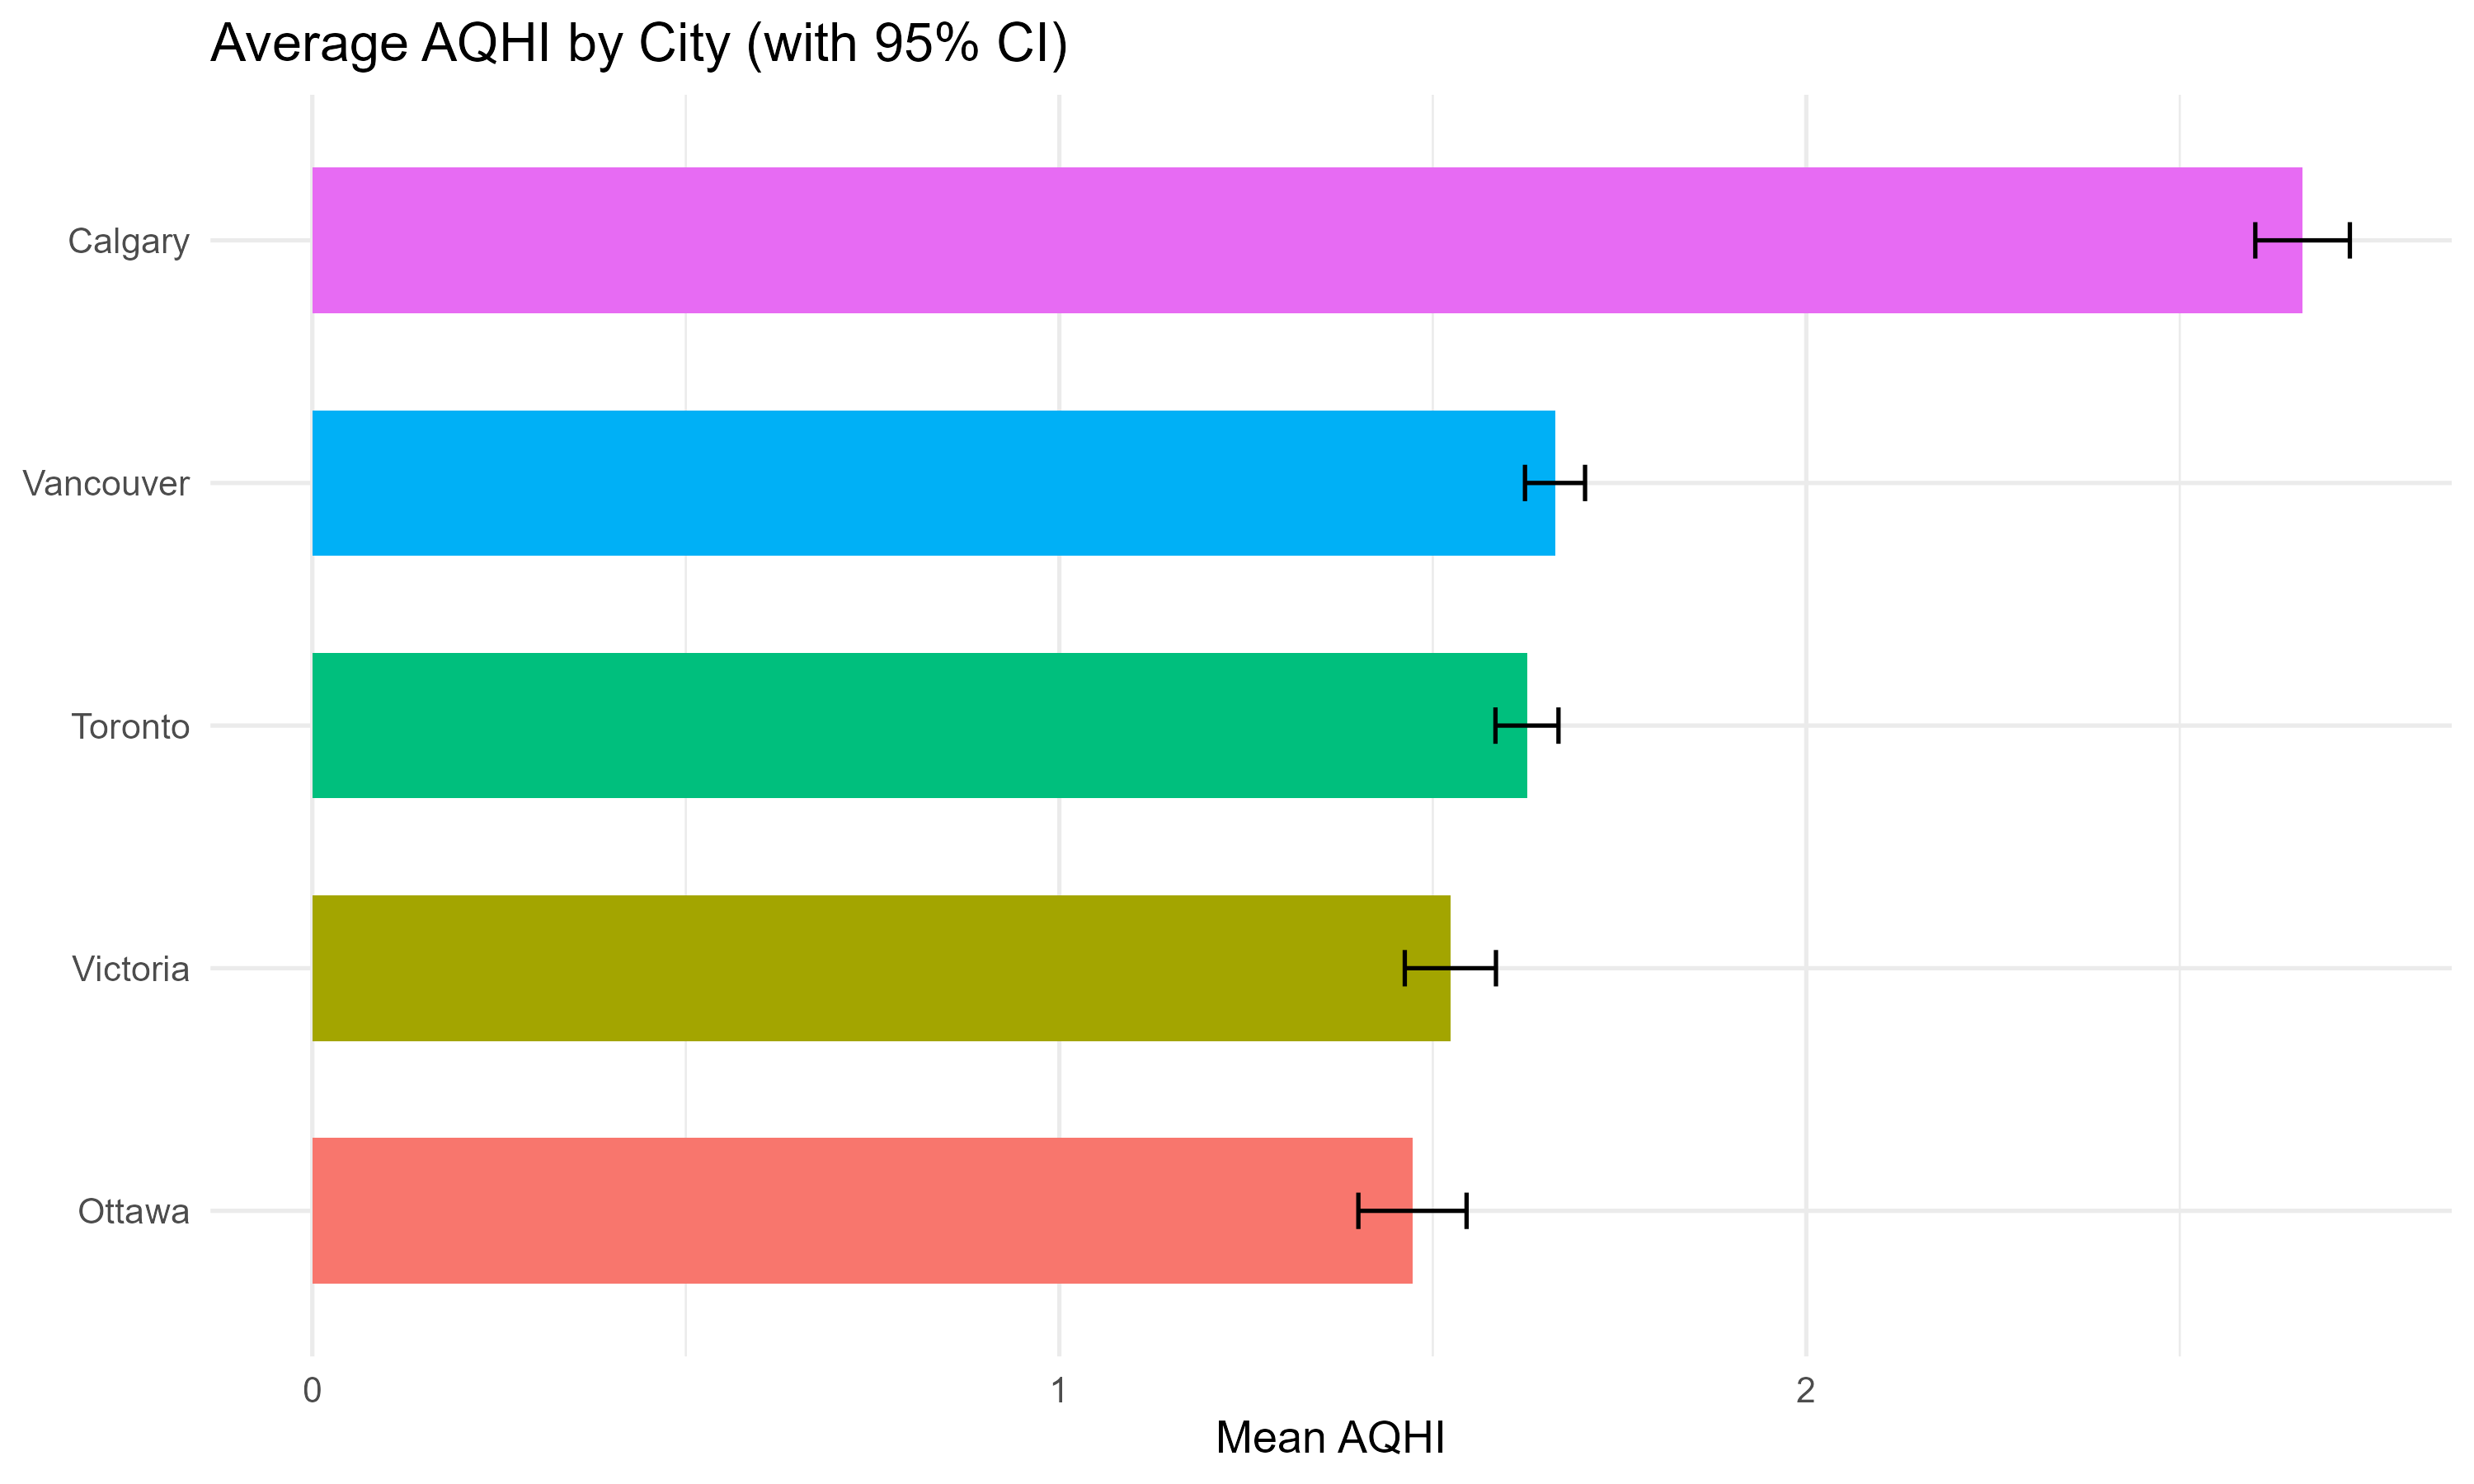 Average AQHI by City (with 95% CI)
Calgary
Vancouver
Toronto
Victoria
Ottawa
0 1 2
Mean AQHI